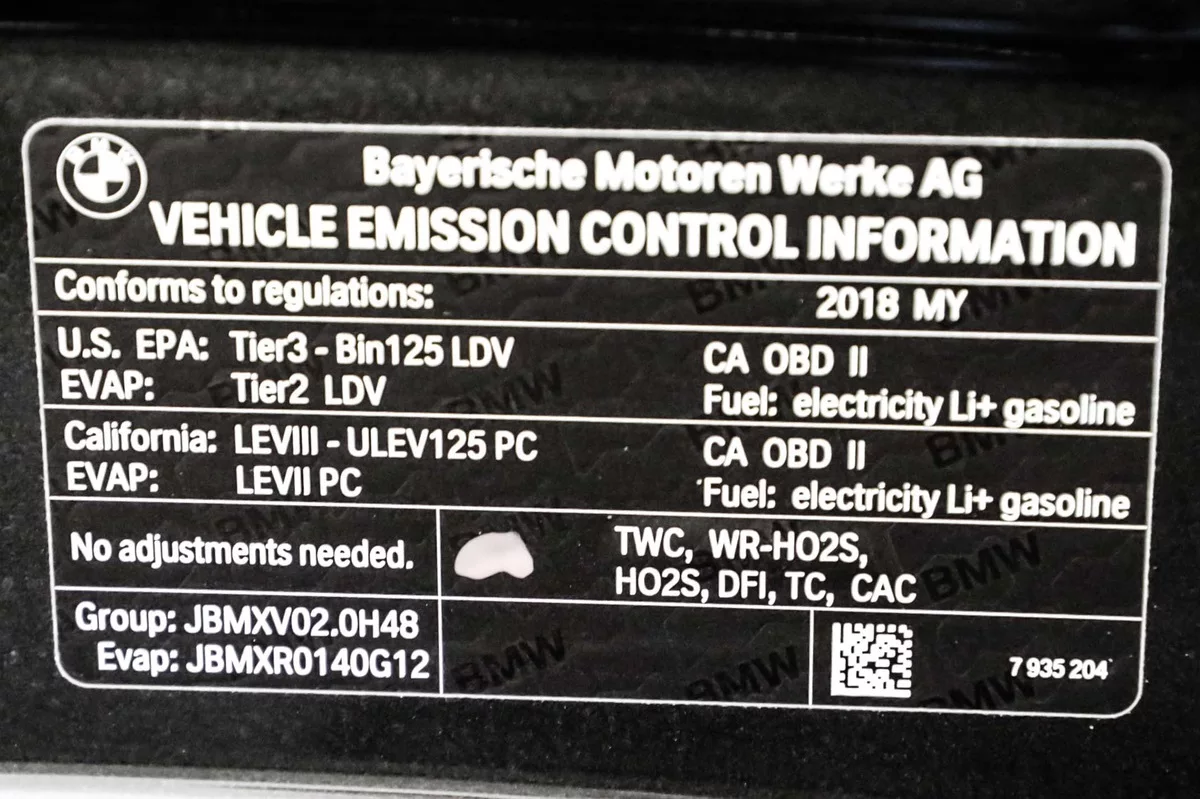 BMW
Bayerische Motoren Werke AG
VEHICLE EMISSION CONTROL INFORMATION
Conforms to regulations: 2018 MY
U.S. EPA: Tier3 - Bin125 LDV CA OBD II
EVAP: Tier2 LDV Fuel: electricity Li+ gasoline
California: LEVIII - ULEV125 PC CA OBD II
EVAP: LEVII PC Fuel: electricity Li+ gasoline
No adjustments needed. TWC, WR-HO2S,
HO2S, DFI, TC, CAC
Group: JBMXV02.0H48
Evap: JBMXR0140G12
7 935 204